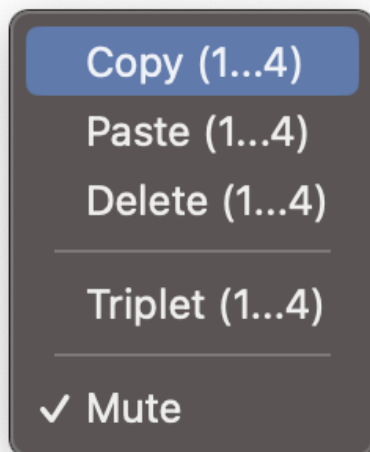 Copy (1...4)
Paste (1...4)
Delete (1...4)
Triplet (1...4)
✓ Mute